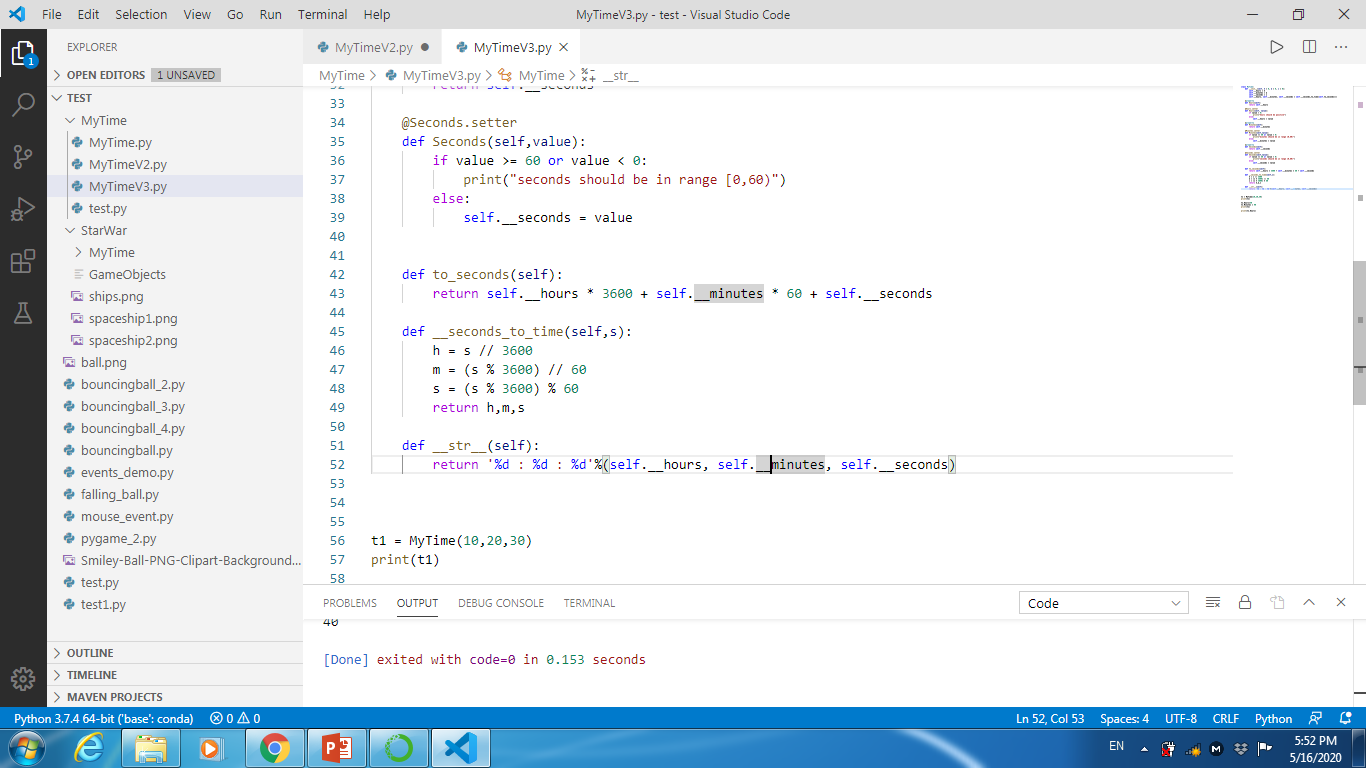 File Edit Selection View Go Run Terminal Help MyTimeV3.py - test - Visual Studio Code
EXPLORER
OPEN EDITORS 1 UNSAVED
TEST
MyTime
MyTime.py
MyTimeV2.py
MyTimeV3.py
test.py
StarWar
MyTime
GameObjects
ships.png
spaceship1.png
spaceship2.png
ball.png
bouncingball_2.py
bouncingball_3.py
bouncingball_4.py
bouncingball.py
events_demo.py
falling_ball.py
mouse_event.py
pygame_2.py
Smiley-Ball-PNG-Clipart-Background...
test.py
test1.py
OUTLINE
TIMELINE
MAVEN PROJECTS
1
MyTimeV2.py MyTimeV3.py
MyTime > MyTimeV3.py > MyTime > __str__
32 return self.__seconds
33
34 @Seconds.setter
35 def Seconds(self,value):
36 if value >= 60 or value < 0:
37 print("seconds should be in range [0,60)")
38 else:
39 self.__seconds = value
40
41
42 def to_seconds(self):
43 return self.__hours * 3600 + self.__minutes * 60 + self.__seconds
44
45 def __seconds_to_time(self,s):
46 h = s // 3600
47 m = (s % 3600) // 60
48 s = (s % 3600) % 60
49 return h,m,s
50
51 def __str__(self):
52 return '%d : %d : %d'%(self.__hours, self.__minutes, self.__seconds)
53
54
55
56 t1 = MyTime(10,20,30)
57 print(t1)
58
PROBLEMS OUTPUT DEBUG CONSOLE TERMINAL Code
40
[Done] exited with code=0 in 0.153 seconds
Python 3.7.4 64-bit ('base': conda) 0 0 Ln 52, Col 53 Spaces: 4 UTF-8 CRLF Python
EN 5:52 PM
5/16/2020